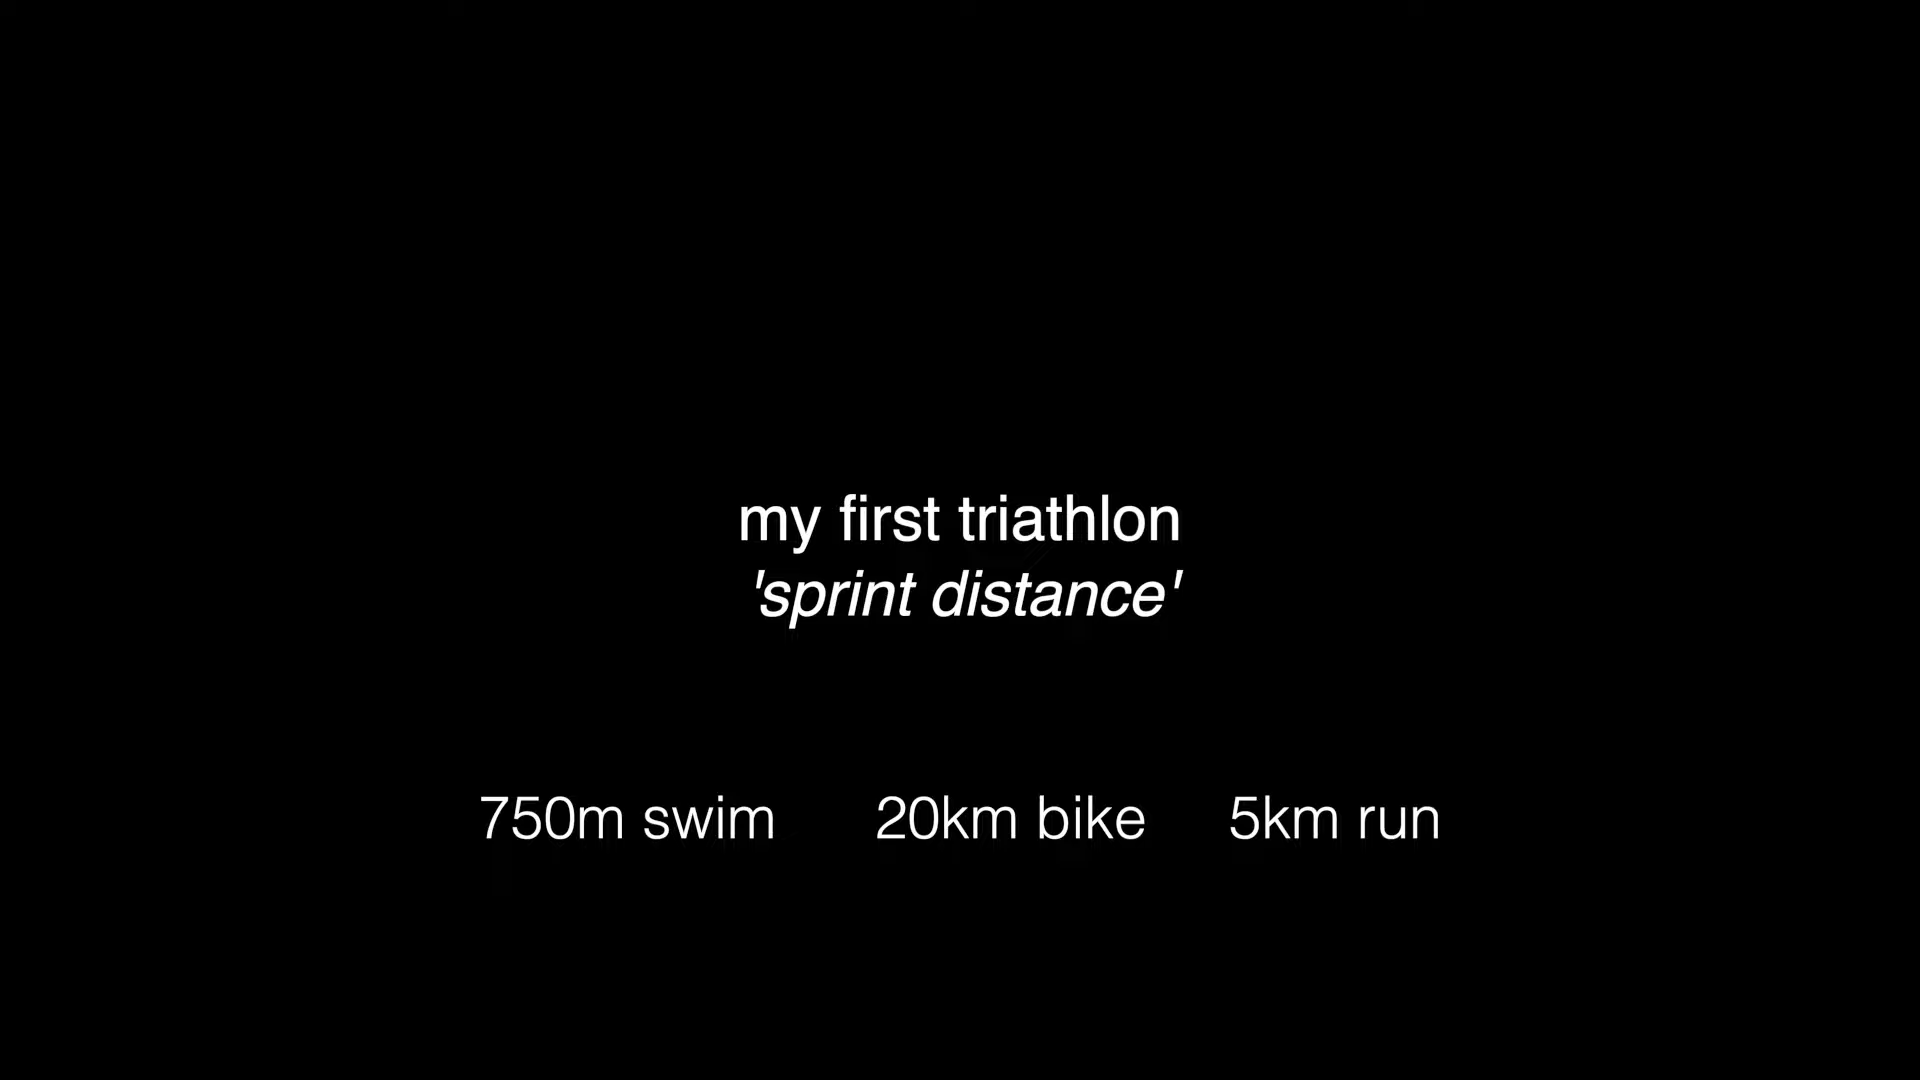 my first triathlon
'sprint distance'
750m swim 20km bike 5km run